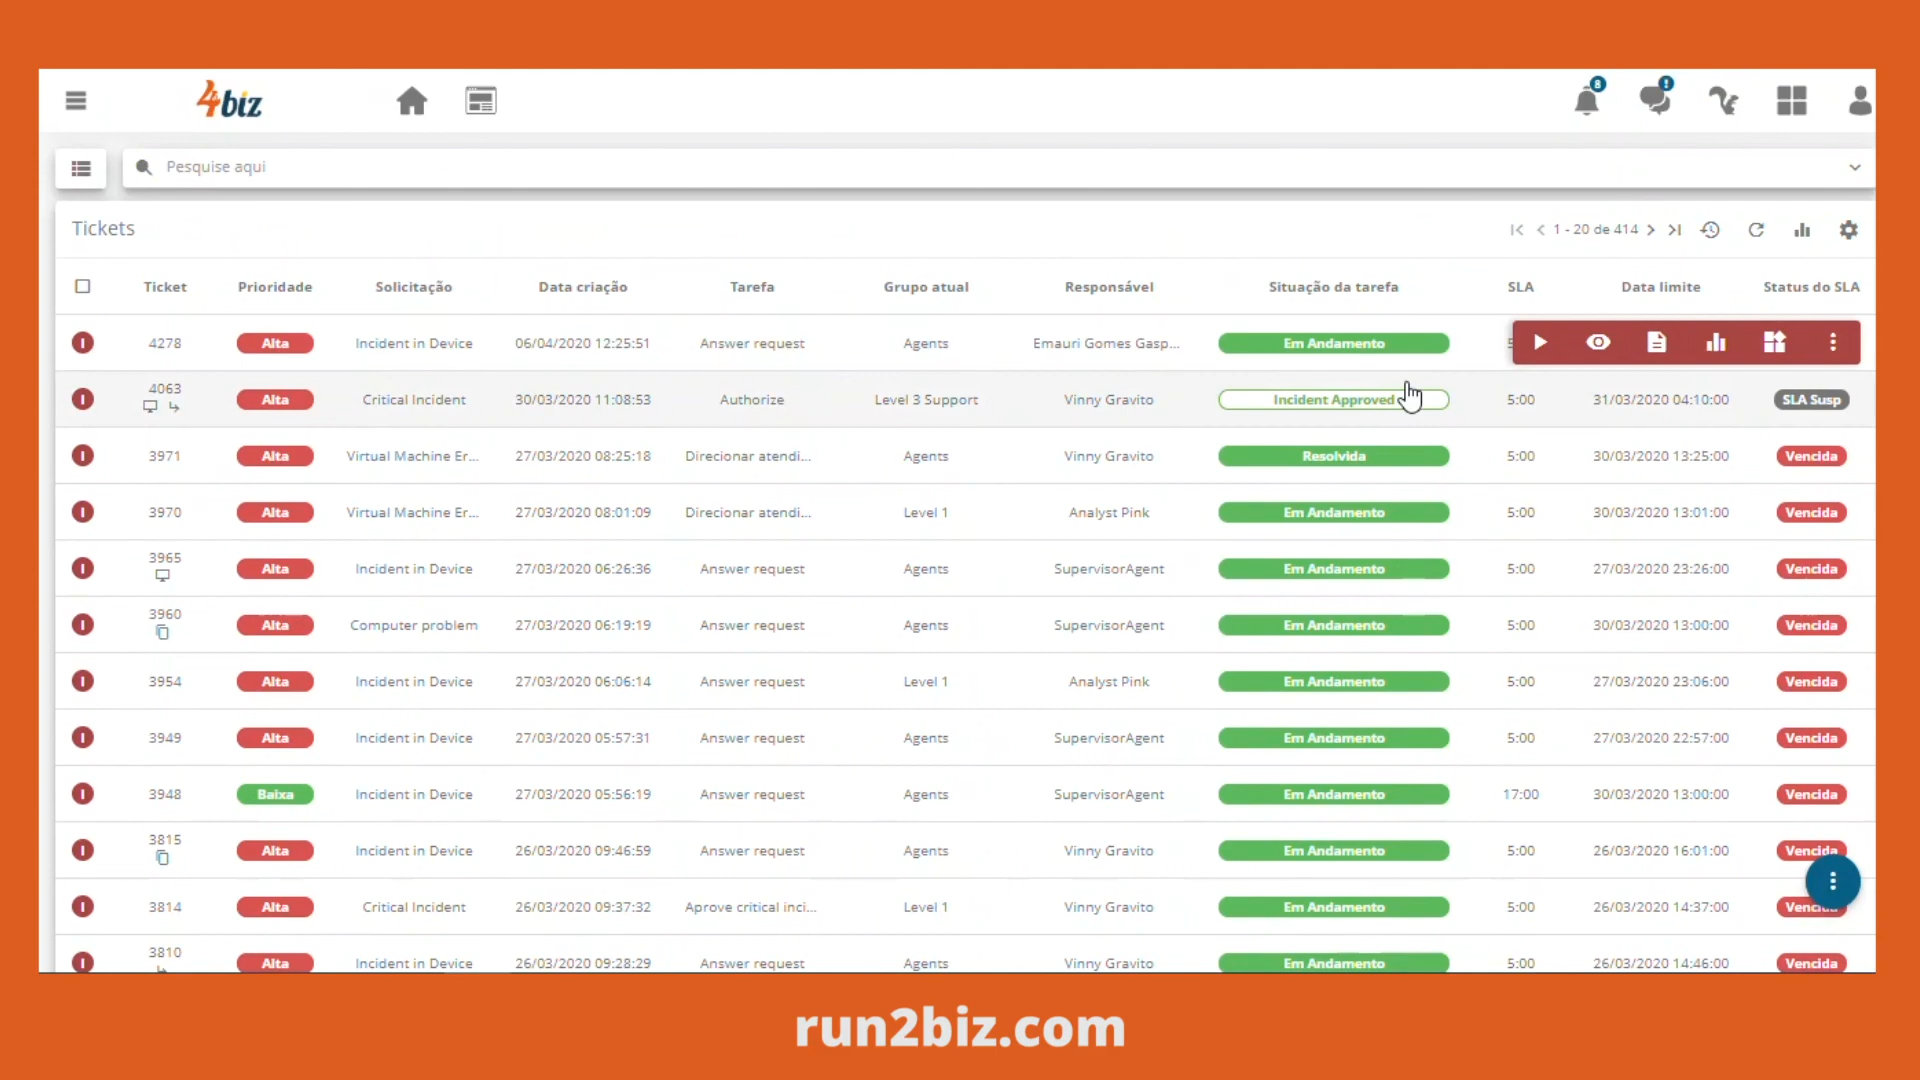 4biz
8
!
Pesquise aqui
Tickets
1 - 20 de 414
Ticket Prioridade Solicitação Data criação Tarefa Grupo atual Responsável Situação da tarefa SLA Data limite Status do SLA
I 4278 Alta Incident in Device 06/04/2020 12:25:51 Answer request Agents Emauri Gomes Gasp... Em Andamento
I 4063 Alta Critical Incident 30/03/2020 11:08:53 Authorize Level 3 Support Vinny Gravito Incident Approved 5:00 31/03/2020 04:10:00 SLA Susp
I 3971 Alta Virtual Machine Er... 27/03/2020 08:25:18 Direcionar atendi... Agents Vinny Gravito Resolvida 5:00 30/03/2020 13:25:00 Vencida
I 3970 Alta Virtual Machine Er... 27/03/2020 08:01:09 Direcionar atendi... Level 1 Analyst Pink Em Andamento 5:00 30/03/2020 13:01:00 Vencida
I 3965 Alta Incident in Device 27/03/2020 06:26:36 Answer request Agents SupervisorAgent Em Andamento 5:00 27/03/2020 23:26:00 Vencida
I 3960 Alta Computer problem 27/03/2020 06:19:19 Answer request Agents SupervisorAgent Em Andamento 5:00 30/03/2020 13:00:00 Vencida
I 3954 Alta Incident in Device 27/03/2020 06:06:14 Answer request Level 1 Analyst Pink Em Andamento 5:00 27/03/2020 23:06:00 Vencida
I 3949 Alta Incident in Device 27/03/2020 05:57:31 Answer request Agents SupervisorAgent Em Andamento 5:00 27/03/2020 22:57:00 Vencida
I 3948 Baixa Incident in Device 27/03/2020 05:56:19 Answer request Agents SupervisorAgent Em Andamento 17:00 30/03/2020 13:00:00 Vencida
I 3815 Alta Incident in Device 26/03/2020 09:46:59 Answer request Agents Vinny Gravito Em Andamento 5:00 26/03/2020 16:01:00 Vencida
I 3814 Alta Critical Incident 26/03/2020 09:37:32 Aprove critical inci... Level 1 Vinny Gravito Em Andamento 5:00 26/03/2020 14:37:00 Vencida
I 3810 Alta Incident in Device 26/03/2020 09:28:29 Answer request Agents Vinny Gravito Em Andamento 5:00 26/03/2020 14:46:00 Vencida
run2biz.com